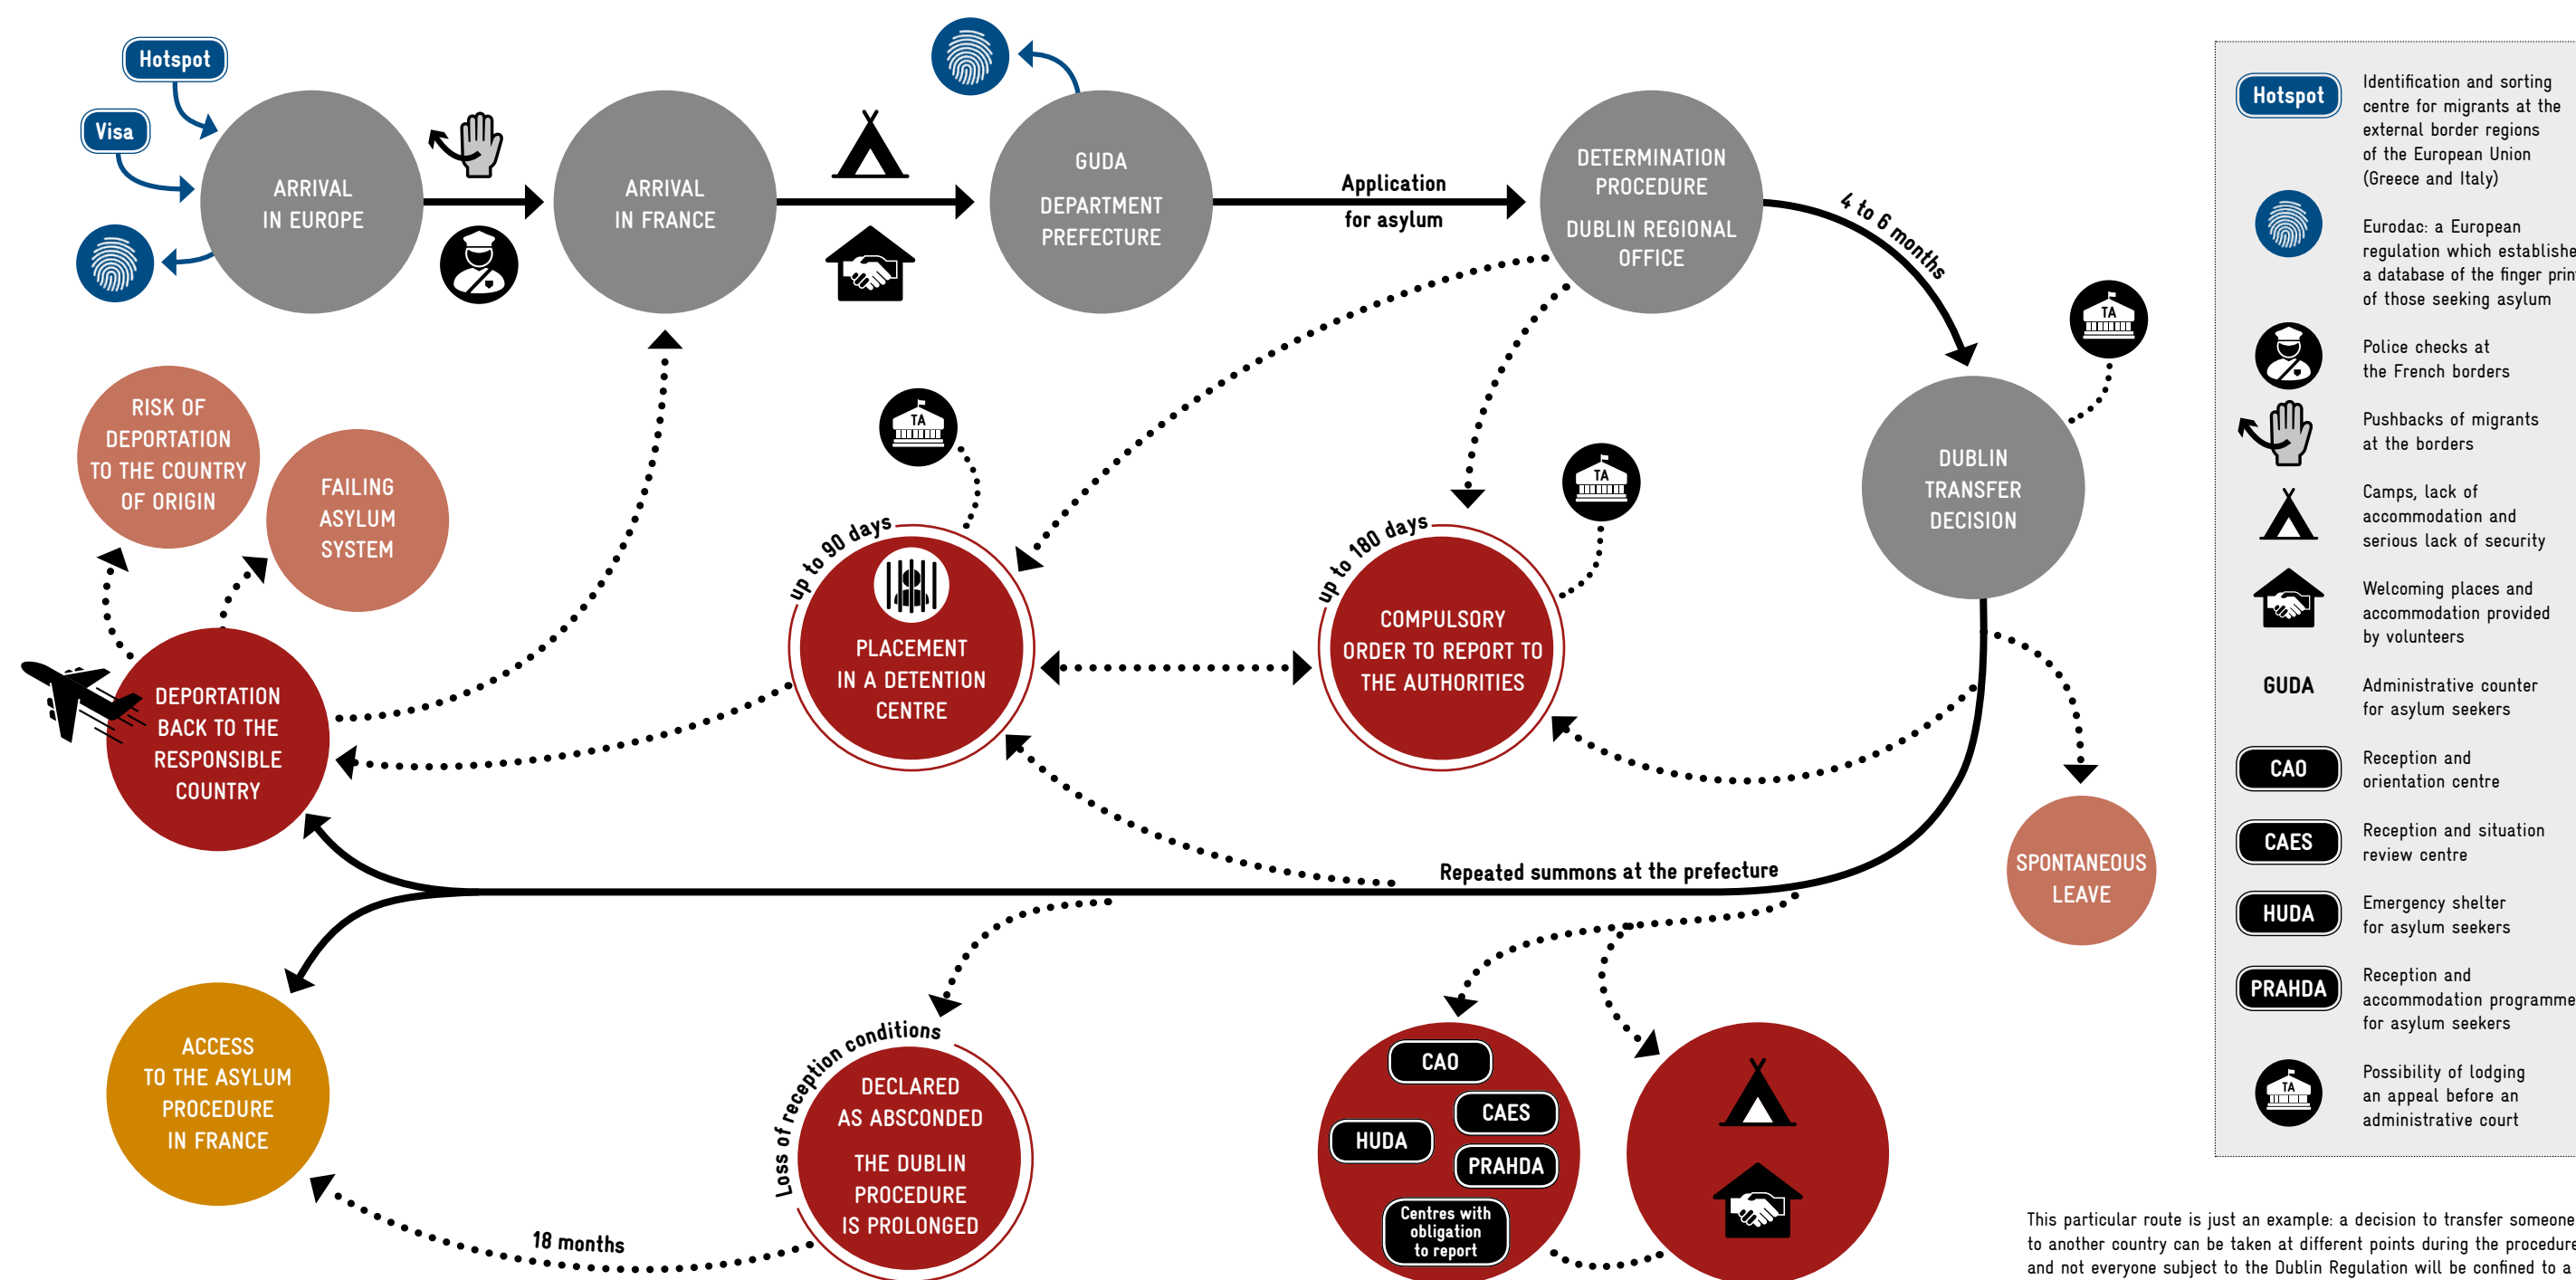 Hotspot
Visa
ARRIVAL
IN EUROPE
ARRIVAL
IN FRANCE
GUDA
DEPARTMENT
PREFECTURE
Application
for asylum
DETERMINATION
PROCEDURE
DUBLIN REGIONAL
OFFICE
4 to 6 months
TA
DUBLIN
TRANSFER
DECISION
RISK OF
DEPORTATION
TO THE COUNTRY
OF ORIGIN
FAILING
ASYLUM
SYSTEM
TA
up to 90 days
PLACEMENT
IN A DETENTION
CENTRE
TA
up to 180 days
COMPULSORY
ORDER TO REPORT TO
THE AUTHORITIES
DEPORTATION
BACK TO THE
RESPONSIBLE
COUNTRY
SPONTANEOUS
LEAVE
Repeated summons at the prefecture
ACCESS
TO THE ASYLUM
PROCEDURE
IN FRANCE
18 months
Loss of reception conditions
DECLARED
AS ABSCONDED
THE DUBLIN
PROCEDURE
IS PROLONGED
CAO
CAES
HUDA
PRAHDA
Centres with
obligation
to report
Hotspot
Identification and sorting
centre for migrants at the
external border regions
of the European Union
(Greece and Italy)
Eurodac: a European
regulation which establishe
a database of the finger prin
of those seeking asylum
Police checks at
the French borders
Pushbacks of migrants
at the borders
Camps, lack of
accommodation and
serious lack of security
Welcoming places and
accommodation provided
by volunteers
GUDA
Administrative counter
for asylum seekers
CAO
Reception and
orientation centre
CAES
Reception and situation
review centre
HUDA
Emergency shelter
for asylum seekers
PRAHDA
Reception and
accommodation programme
for asylum seekers
TA
Possibility of lodging
an appeal before an
administrative court
This particular route is just an example: a decision to transfer someone
to another country can be taken at different points during the procedure
and not everyone subject to the Dublin Regulation will be confined to a